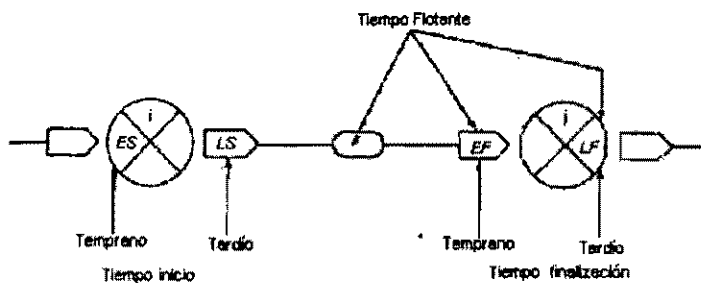 Tiempo Flotante
i
ES
LS
#
EF
i
LF
Temprano
Tardío
Temprano
Tardío
Tiempo inicio
Tiempo finalización